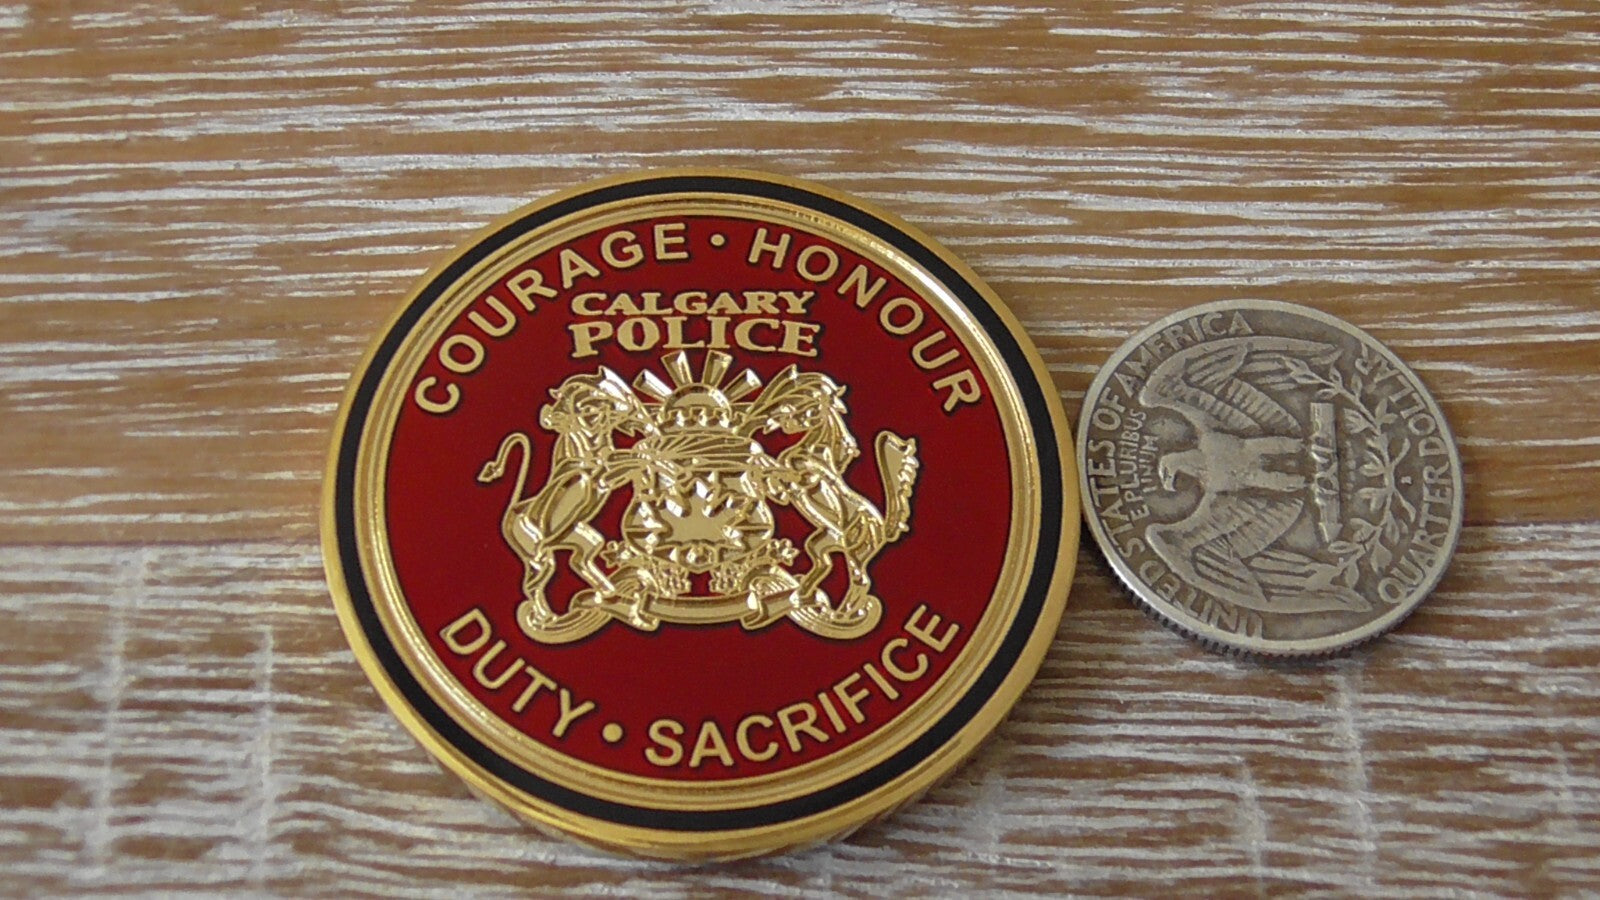 COURAGE · HONOUR
CALGARY
POLICE
DUTY · SACRIFICE
UNITED STATES OF AMERICA
E PLURIBUS
UNUM
QUARTER DOLLAR